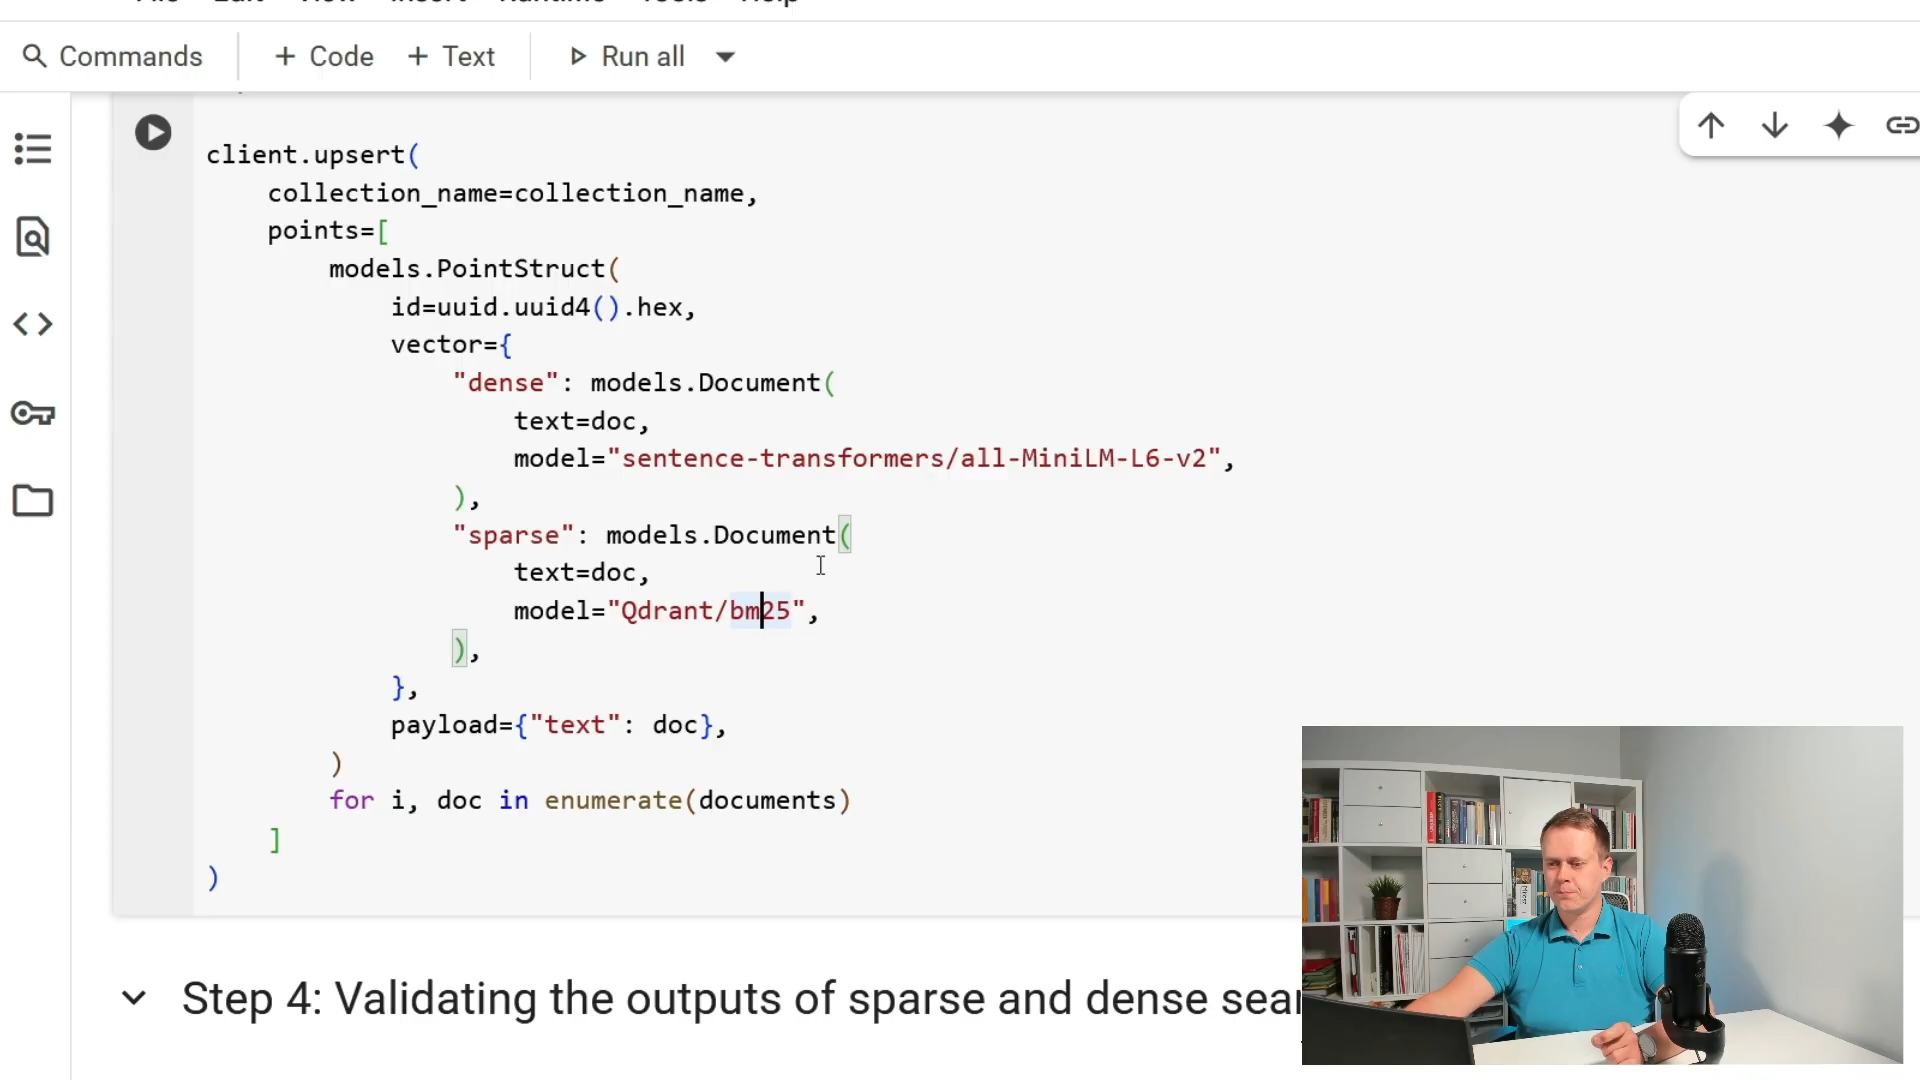 Commands
+ Code
+ Text
Run all
client.upsert(
collection_name=collection_name,
points=[
models.PointStruct(
id=uuid.uuid4().hex,
vector={
"dense": models.Document(
text=doc,
model="sentence-transformers/all-MiniLM-L6-v2",
),
"sparse": models.Document(
text=doc,
model="Qdrant/bm25",
),
},
payload={"text": doc},
)
for i, doc in enumerate(documents)
]
)
Step 4: Validating the outputs of sparse and dense sear